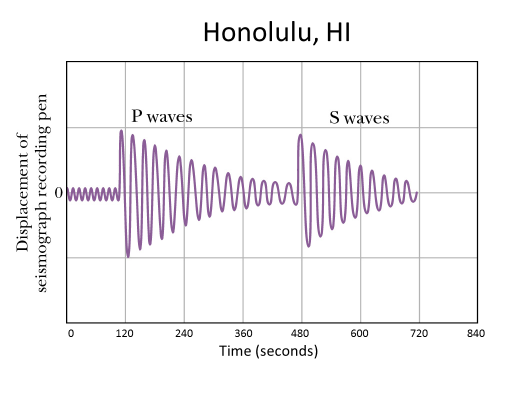 Honolulu, HI
P waves
S waves
Displacement of
seismograph recording pen
0
0 120 240 360 480 600 720 840
Time (seconds)